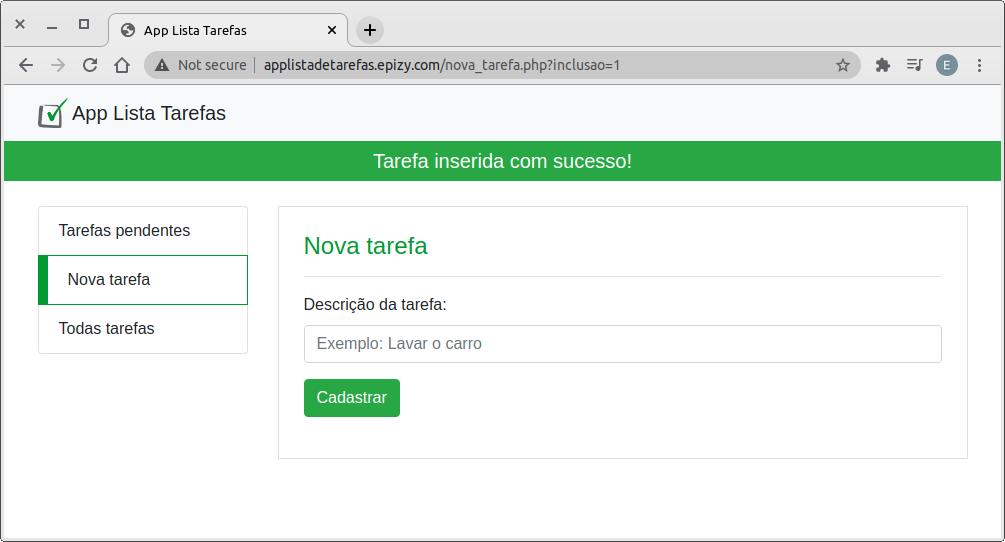 App Lista Tarefas
Not secure | applistadetarefas.epizy.com/nova_tarefa.php?inclusao=1
E
App Lista Tarefas
Tarefa inserida com sucesso!
Tarefas pendentes
Nova tarefa
Todas tarefas
Nova tarefa
Descrição da tarefa:
Exemplo: Lavar o carro
Cadastrar